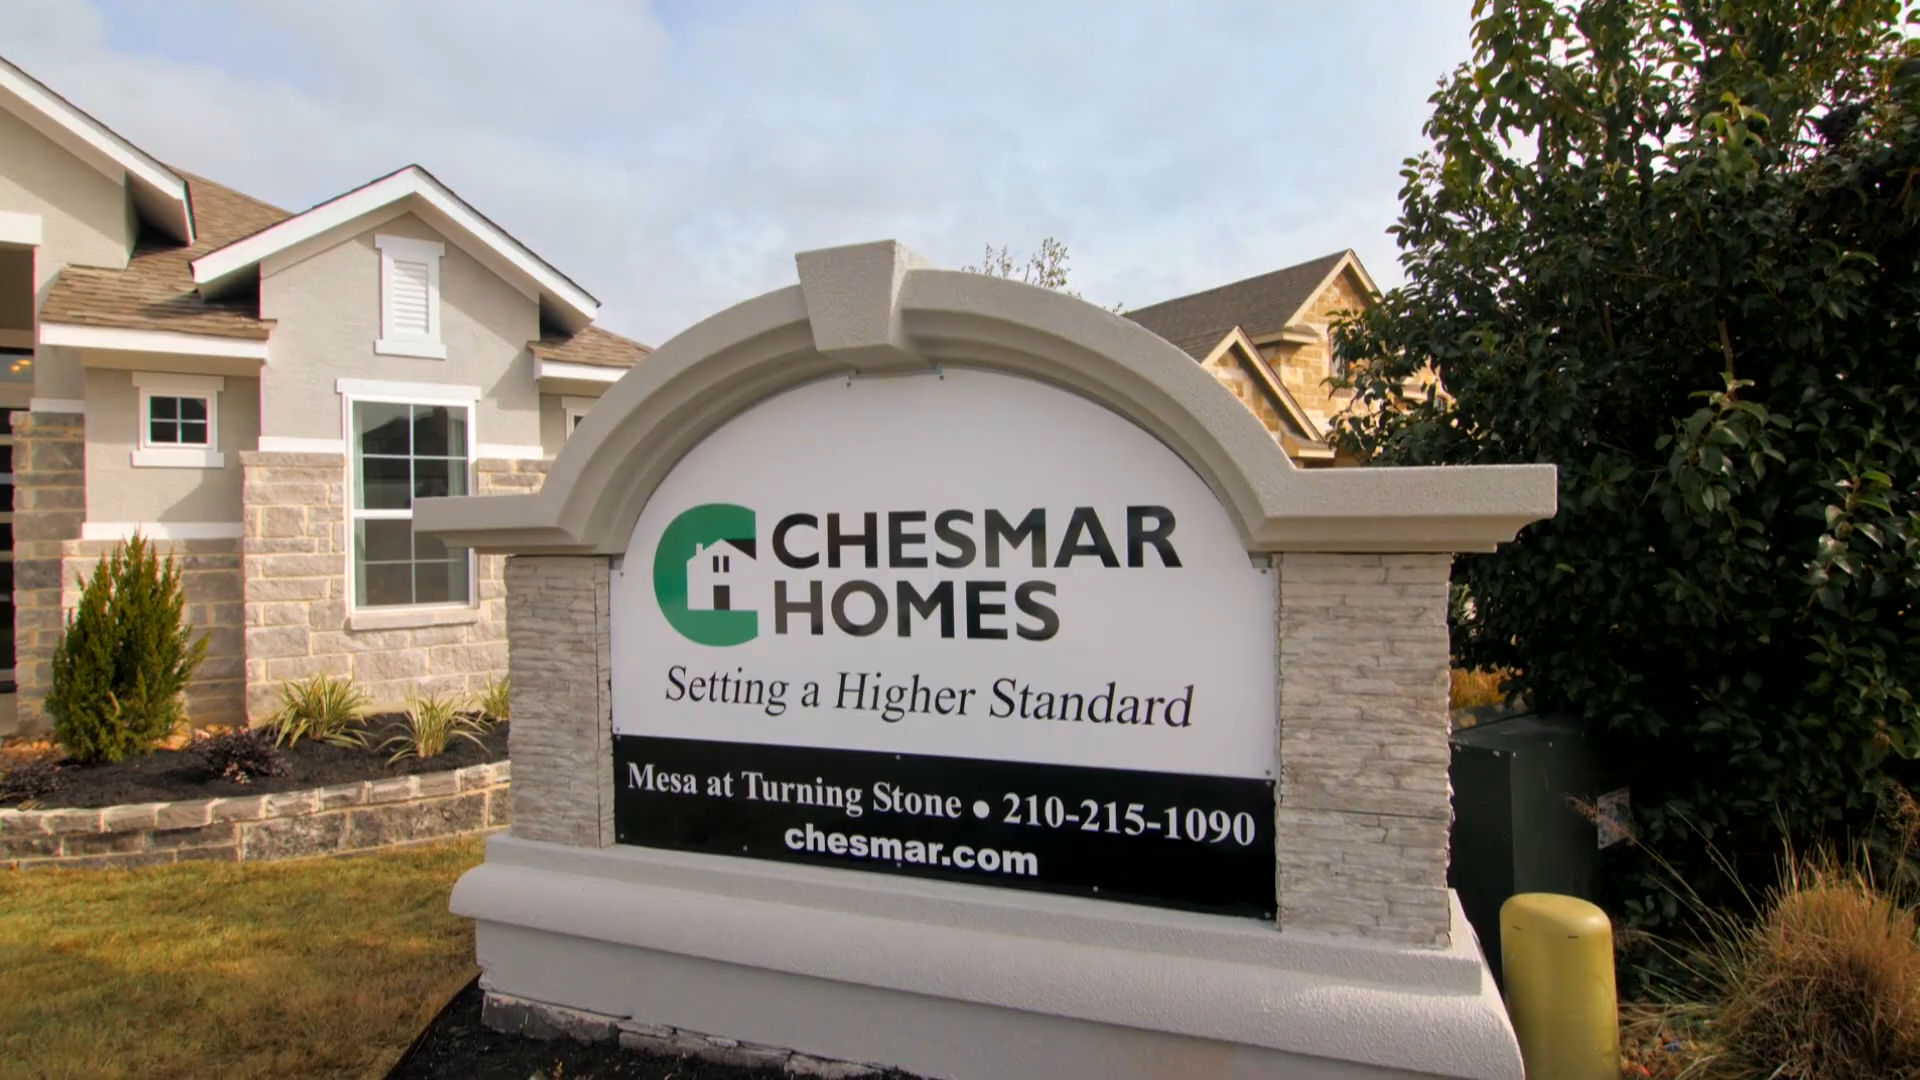 CHESMAR
HOMES
Setting a Higher Standard
Mesa at Turning Stone • 210-215-1090
chesmar.com